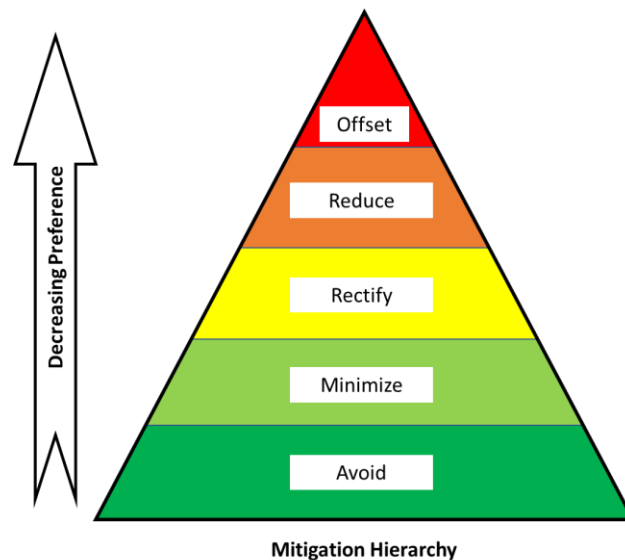 Decreasing Preference
Offset
Reduce
Rectify
Minimize
Avoid
Mitigation Hierarchy